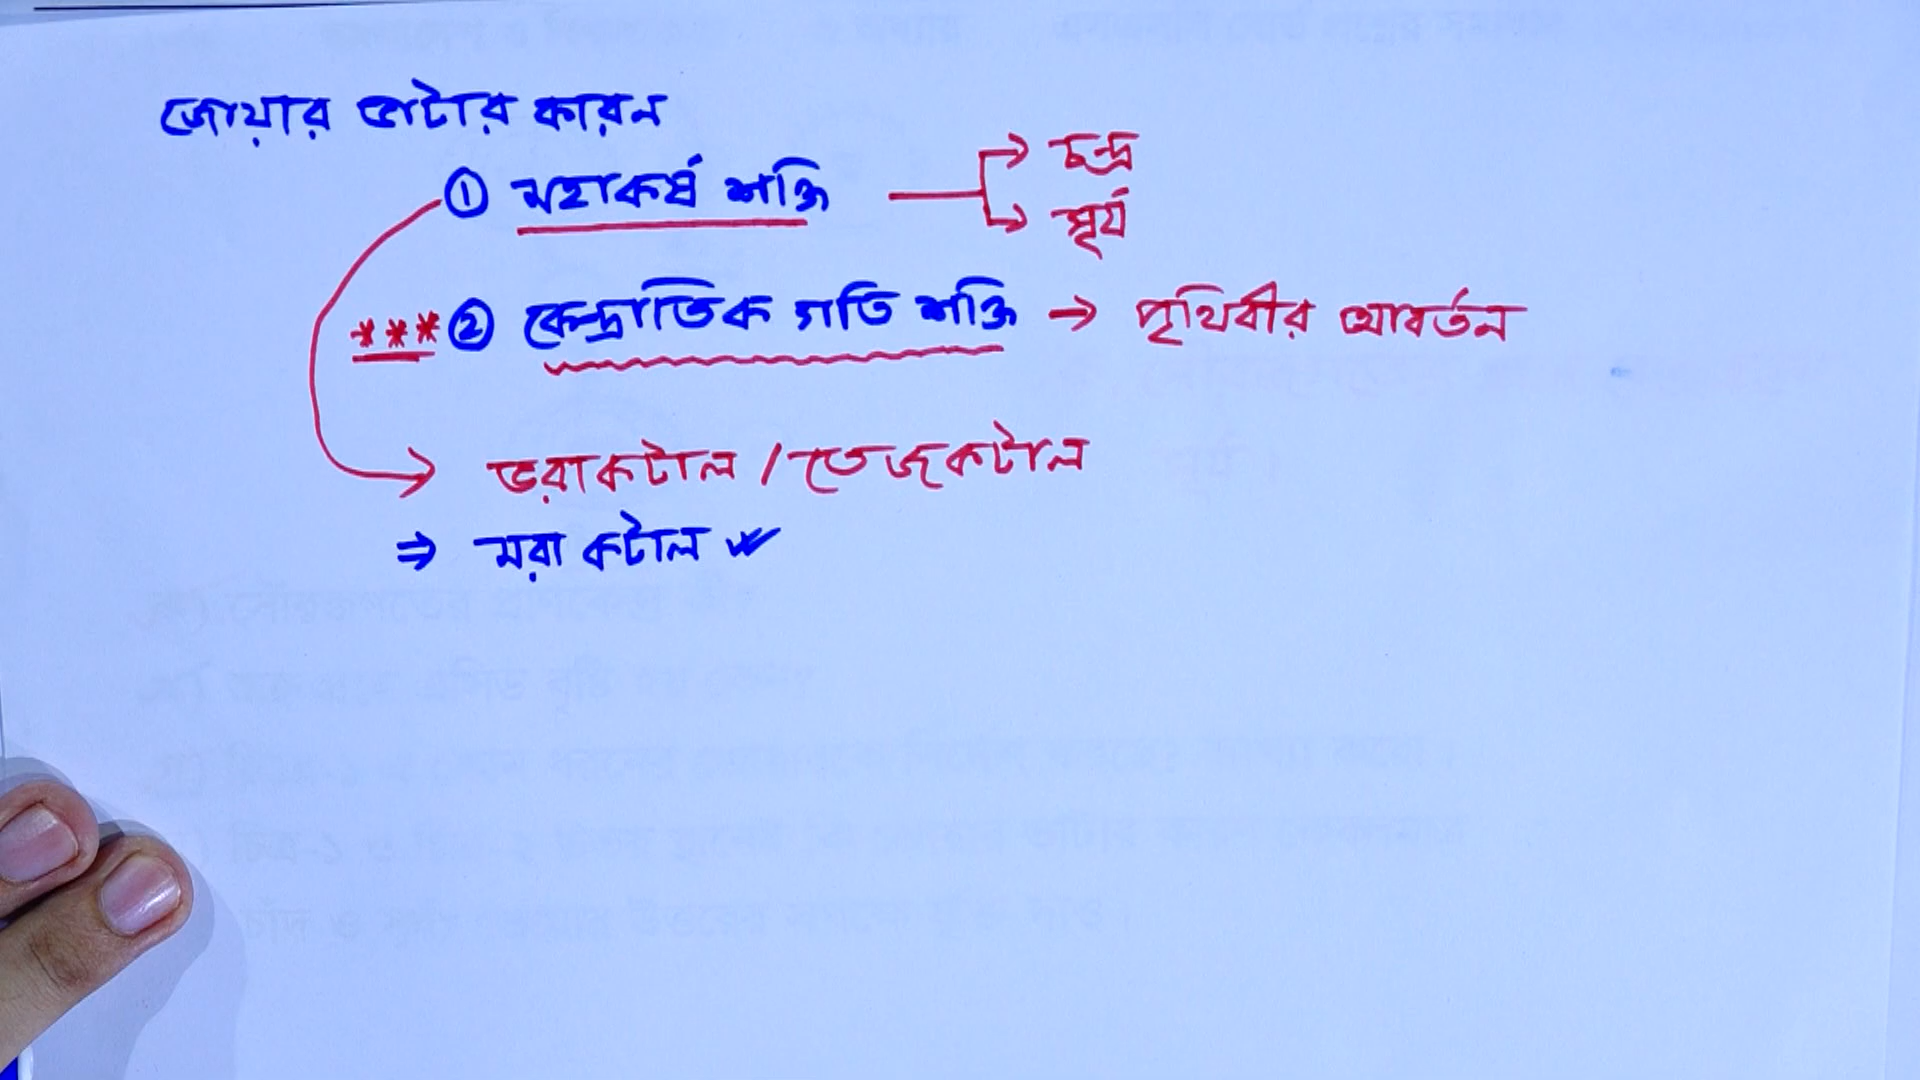 জোয়ার ভাটার কারন
① মহাকর্ষ শক্তি → চন্দ্র
→ সূর্য
*** ② কেন্দ্রাতিক গতি শক্তি → পৃথিবীর আবর্তন
→ ভরাকটাল / তেজকটাল
⇒ মরা কটাল